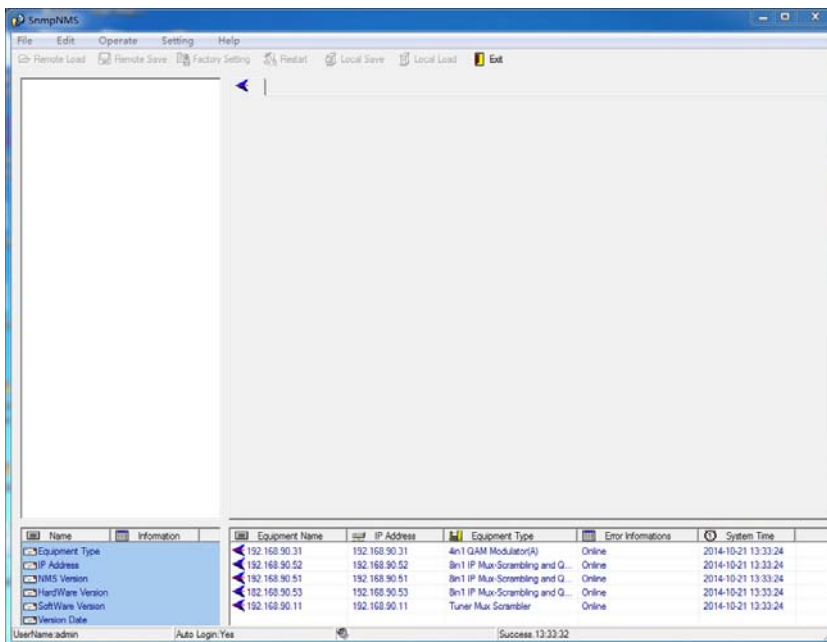 SnmpNMS
File Edit Operate Setting Help
Remote Load Remote Save Factory Setting Restart Local Save Local Load Exit
Name Information
Equipment Type
IP Address
NMS Version
HardWare Version
SoftWare Version
Version Date
Equipment Name IP Address Equipment Type Error Informations System Time
192.168.90.31 192.168.90.31 4in1 QAM Modulator(A) Online 2014-10-21 13:33:24
192.168.90.52 192.168.90.52 8in1 IP Mux-Scrambling and Q... Online 2014-10-21 13:33:24
192.168.90.51 192.168.90.51 8in1 IP Mux-Scrambling and Q... Online 2014-10-21 13:33:24
182.168.90.53 192.168.90.53 8in1 IP Mux-Scrambling and Q... Online 2014-10-21 13:33:24
192.168.90.11 192.168.90.11 Tuner Mux Scrambler Online 2014-10-21 13:33:24
UserName:admin Auto Login:Yes Success. 13:33:32